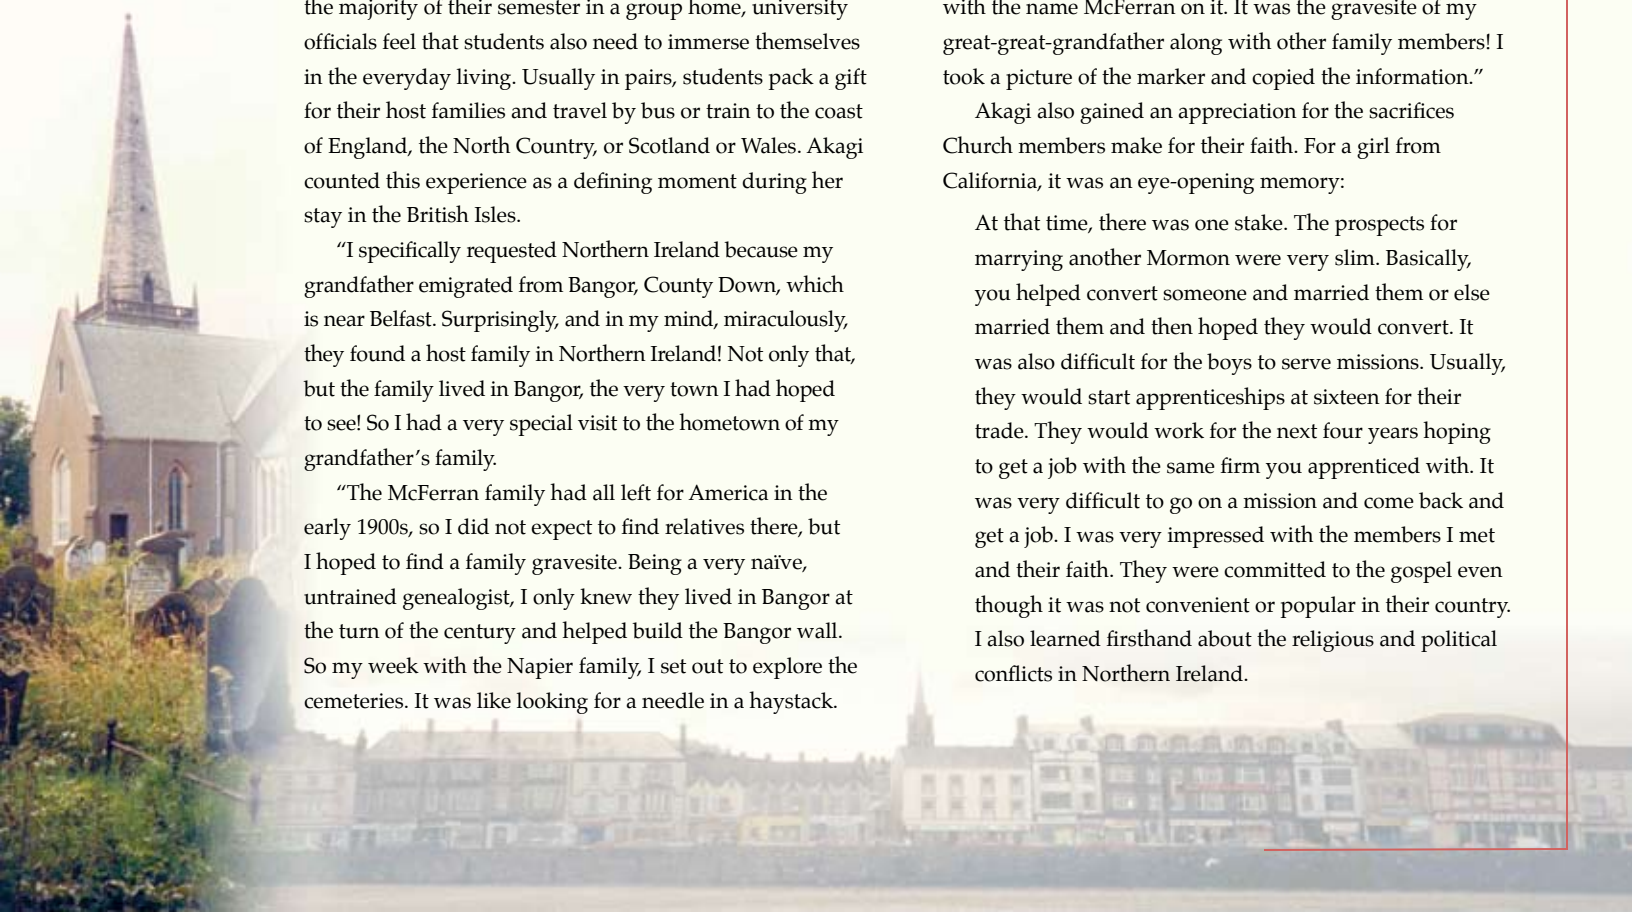 the majority of their semester in a group home, university
officials feel that students also need to immerse themselves
in the everyday living. Usually in pairs, students pack a gift
for their host families and travel by bus or train to the coast
of England, the North Country, or Scotland or Wales. Akagi
counted this experience as a defining moment during her
stay in the British Isles.
“I specifically requested Northern Ireland because my
grandfather emigrated from Bangor, County Down, which
is near Belfast. Surprisingly, and in my mind, miraculously,
they found a host family in Northern Ireland! Not only that,
but the family lived in Bangor, the very town I had hoped
to see! So I had a very special visit to the hometown of my
grandfather’s family.
“The McFerran family had all left for America in the
early 1900s, so I did not expect to find relatives there, but
I hoped to find a family gravesite. Being a very naïve,
untrained genealogist, I only knew they lived in Bangor at
the turn of the century and helped build the Bangor wall.
So my week with the Napier family, I set out to explore the
cemeteries. It was like looking for a needle in a haystack.
with the name McFerran on it. It was the gravesite of my
great-great-grandfather along with other family members! I
took a picture of the marker and copied the information.”
Akagi also gained an appreciation for the sacrifices
Church members make for their faith. For a girl from
California, it was an eye-opening memory:
At that time, there was one stake. The prospects for
marrying another Mormon were very slim. Basically,
you helped convert someone and married them or else
married them and then hoped they would convert. It
was also difficult for the boys to serve missions. Usually,
they would start apprenticeships at sixteen for their
trade. They would work for the next four years hoping
to get a job with the same firm you apprenticed with. It
was very difficult to go on a mission and come back and
get a job. I was very impressed with the members I met
and their faith. They were committed to the gospel even
though it was not convenient or popular in their country.
I also learned firsthand about the religious and political
conflicts in Northern Ireland.